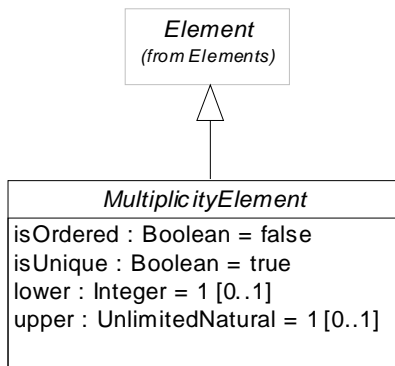 Element
(from Elements)
MultiplicityElement
isOrdered : Boolean = false
isUnique : Boolean = true
lower : Integer = 1 [0..1]
upper : UnlimitedNatural = 1 [0..1]